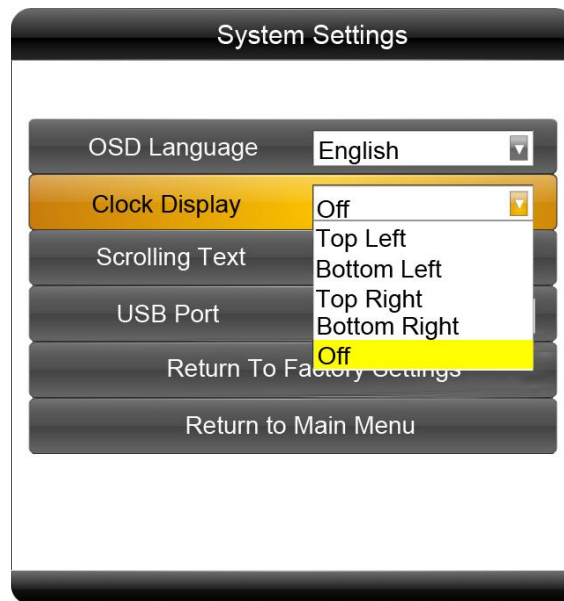 System Settings
OSD Language English
Clock Display Off
Top Left
Scrolling Text Bottom Left
Top Right
USB Port Bottom Right
Off
Return To Factory Settings
Return to Main Menu